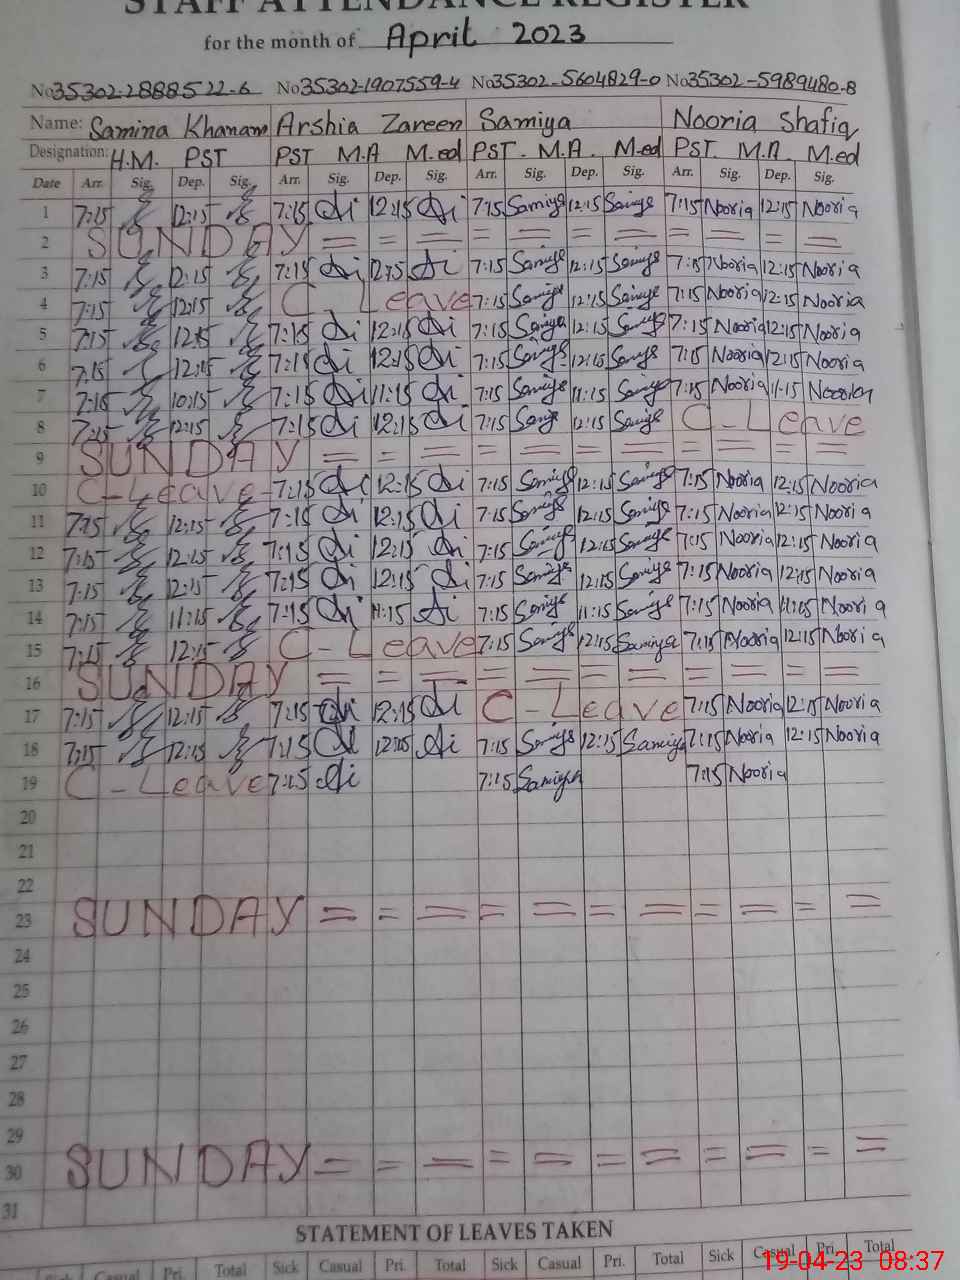 STAFF ATTENDANCE REGISTER
for the month of April 2023
No 35302-2888522-6 No 35302-1907559-4 No 35302-5604829-0 No 35302-5989480-8
Name: Samina Khanam Arshia Zareen Samiya Nooria Shafiq
Designation: H.M. PST PST M.A M.ed PST. M.A. M.ed PST. M.A. M.ed
Date Arr. Sig. Dep. Sig. Arr. Sig. Dep. Sig. Arr. Sig. Dep. Sig. Arr. Sig. Dep. Sig.
1 7:15 12:15 7:15 12:15 7:15 Samiya 12:15 Samiya 7:15 Nooria 12:15 Nooria
2 SUNDAY = = = = = = = = = =
3 7:15 12:15 7:15 12:15 7:15 Samiya 12:15 Samiya 7:15 Nooria 12:15 Nooria
4 7:15 12:15 C Leave 7:15 Samiya 12:15 Samiya 7:15 Nooria 12:15 Nooria
5 7:15 12:15 7:15 12:15 7:15 Samiya 12:15 Samiya 7:15 Nooria 12:15 Nooria
6 7:15 12:15 7:15 12:15 7:15 Samiya 12:15 Samiya 7:15 Nooria 12:15 Nooria
7 7:15 10:15 7:15 11:15 7:15 Samiya 11:15 Samiya 7:15 Nooria 11:15
8 7:15 12:15 7:15 12:15 7:15 12:15 Samiya C-Leave
9 SUNDAY = = = = = = = = = = =
10 C-Leave 7:15 12:15 7:15 Samiya 12:15 Samiya 7:15 Nooria 12:15 Nooria
11 7:15 12:15 7:15 12:15 7:15 Samiya 12:15 Samiya 7:15 Nooria 12:15 Nooria
12 7:15 12:15 7:15 12:15 7:15 Samiya 12:15 Samiya 7:15 Nooria 12:15 Nooria
13 7:15 12:15 7:15 12:15 7:15 Samiya 12:15 Samiya 7:15 Nooria 12:15 Nooria
14 7:15 11:15 7:15 11:15 7:15 Samiya 11:15 Samiya 7:15 Nooria 11:15 Nooria
15 7:15 12:15 C-Leave 7:15 Samiya 12:15 Samiya 7:15 Nooria 12:15 Nooria
16 SUNDAY = = = = = = = = = = =
17 7:15 12:15 7:15 12:15 C-Leave 7:15 Nooria 12:15 Nooria
18 7:15 12:15 7:15 7:15 Samiya 12:15 Samiya 7:15 Nooria 12:15 Nooria
19 C-Leave 7:15 7:15 Samiya 7:15 Nooria
20
21
22
23 SUNDAY = = = = = = = = = = =
24
25
26
27
28
29
30 SUNDAY = = = = = = = = = = =
31
STATEMENT OF LEAVES TAKEN
Sick Casual Pri. Total Sick Casual Pri. Total Sick Casual Pri. Total Sick Casual Pri. Total
19-04-23 08:37